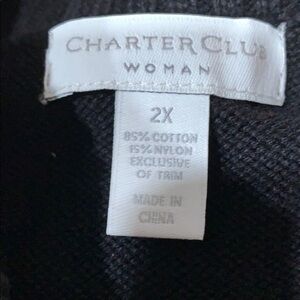 CHARTER CLUB
WOMAN
2X
85% COTTON
15% NYLON
EXCLUSIVE
OF TRIM
MADE IN
CHINA